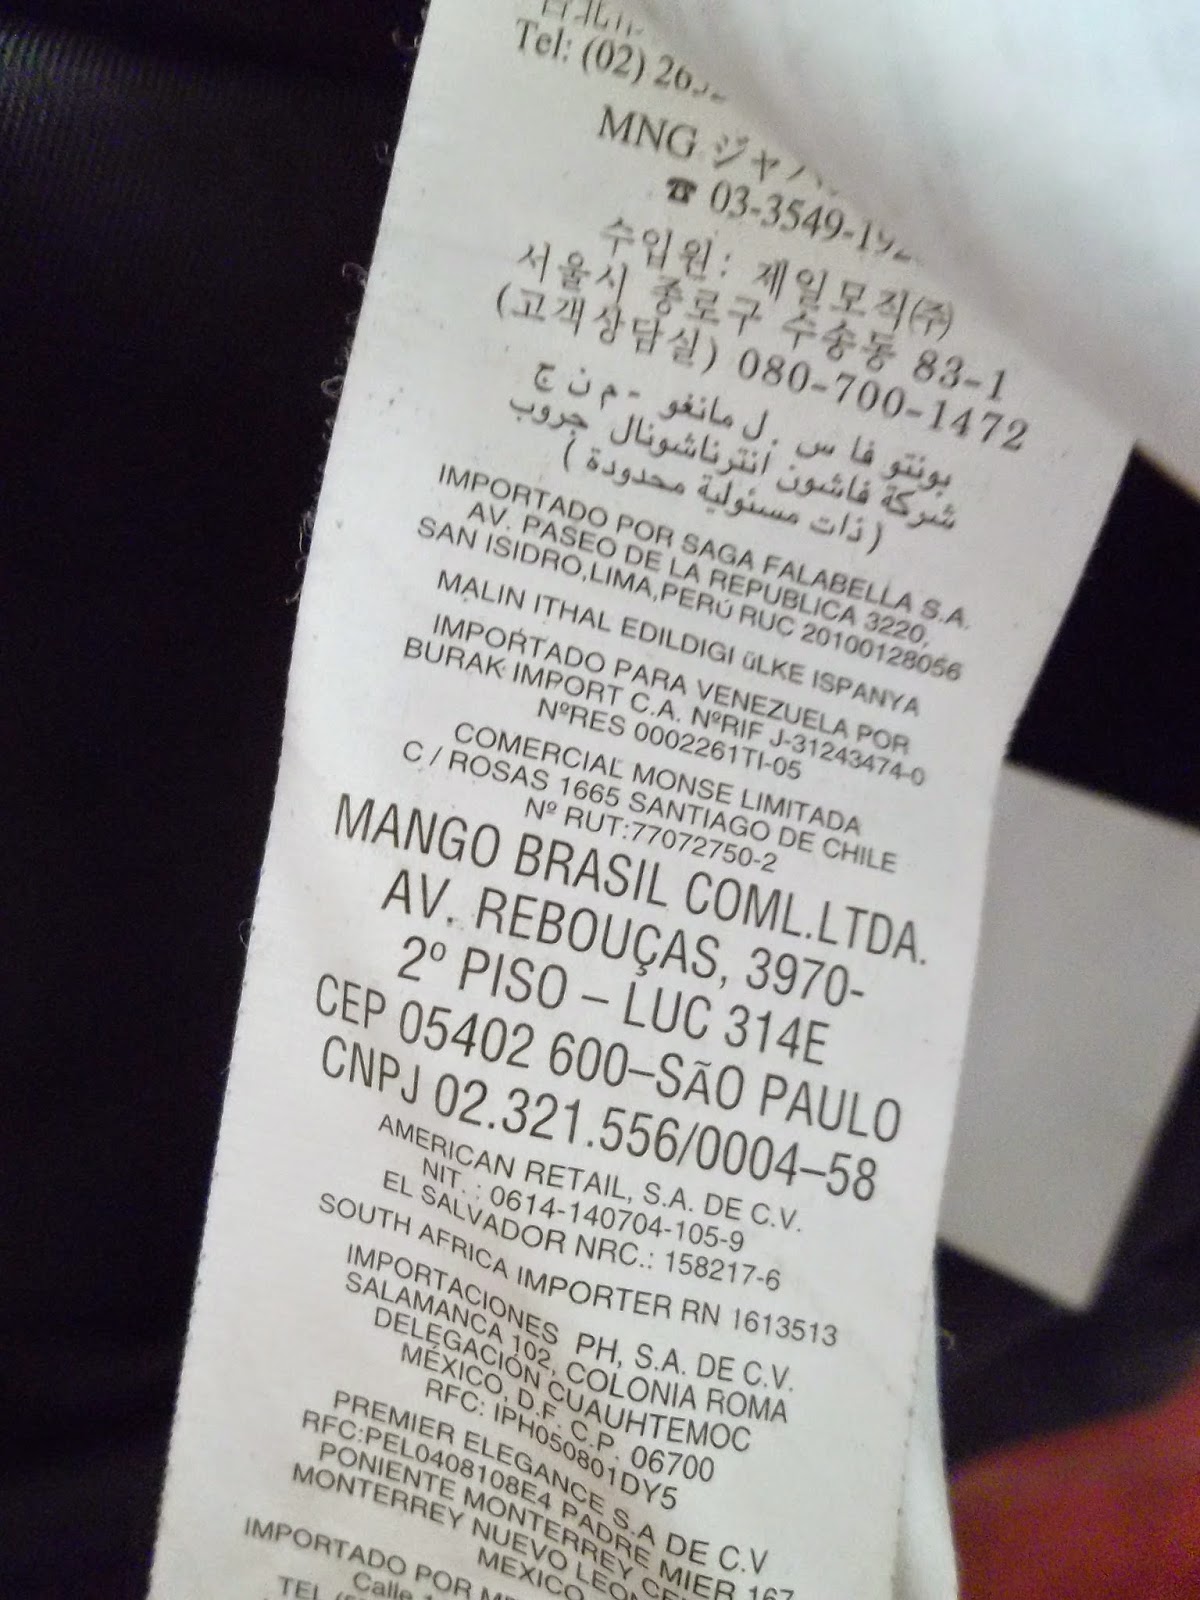 Tel: (02)
MNG ジャ
☎ 03-3549-19
수입원: 제일모직㈜
서울시 종로구 수송동 83-1
(고객상담실) 080-700-1472
بونتو فا س . ل مانغو - م ن ج
شركة فاشون انترناشونال جروب
( ذات مسئولية محدودة )
IMPORTADO POR SAGA FALABELLA S.A.
AV. PASEO DE LA REPUBLICA 3220,
SAN ISIDRO,LIMA,PERÚ RUC 20100128056
MALIN ITHAL EDILDIGI üLKE ISPANYA
IMPORTADO PARA VENEZUELA POR
BURAK IMPORT C.A. NºRIF J-31243474-0
NºRES 0002261TI-05
COMERCIAL MONSE LIMITADA
C / ROSAS 1665 SANTIAGO DE CHILE
Nº RUT:77072750-2
MANGO BRASIL COML.LTDA.
AV. REBOUÇAS, 3970-
2º PISO – LUC 314E
CEP 05402 600–SÃO PAULO
CNPJ 02.321.556/0004–58
AMERICAN RETAIL, S.A. DE C.V.
NIT. : 0614-140704-105-9
EL SALVADOR NRC.: 158217-6
SOUTH AFRICA IMPORTER RN 1613513
IMPORTACIONES PH, S.A. DE C.V.
SALAMANCA 102, COLONIA ROMA
DELEGACIÓN CUAUHTEMOC
MÉXICO, D.F. C.P. 06700
RFC: IPH050801DY5
PREMIER ELEGANCE S.A DE C.V
RFC:PEL0408108E4 PADRE MIER 167
PONIENTE MONTERREY
MONTERREY NUEVO LEON
MEXICO
IMPORTADO POR
Calle
TEL